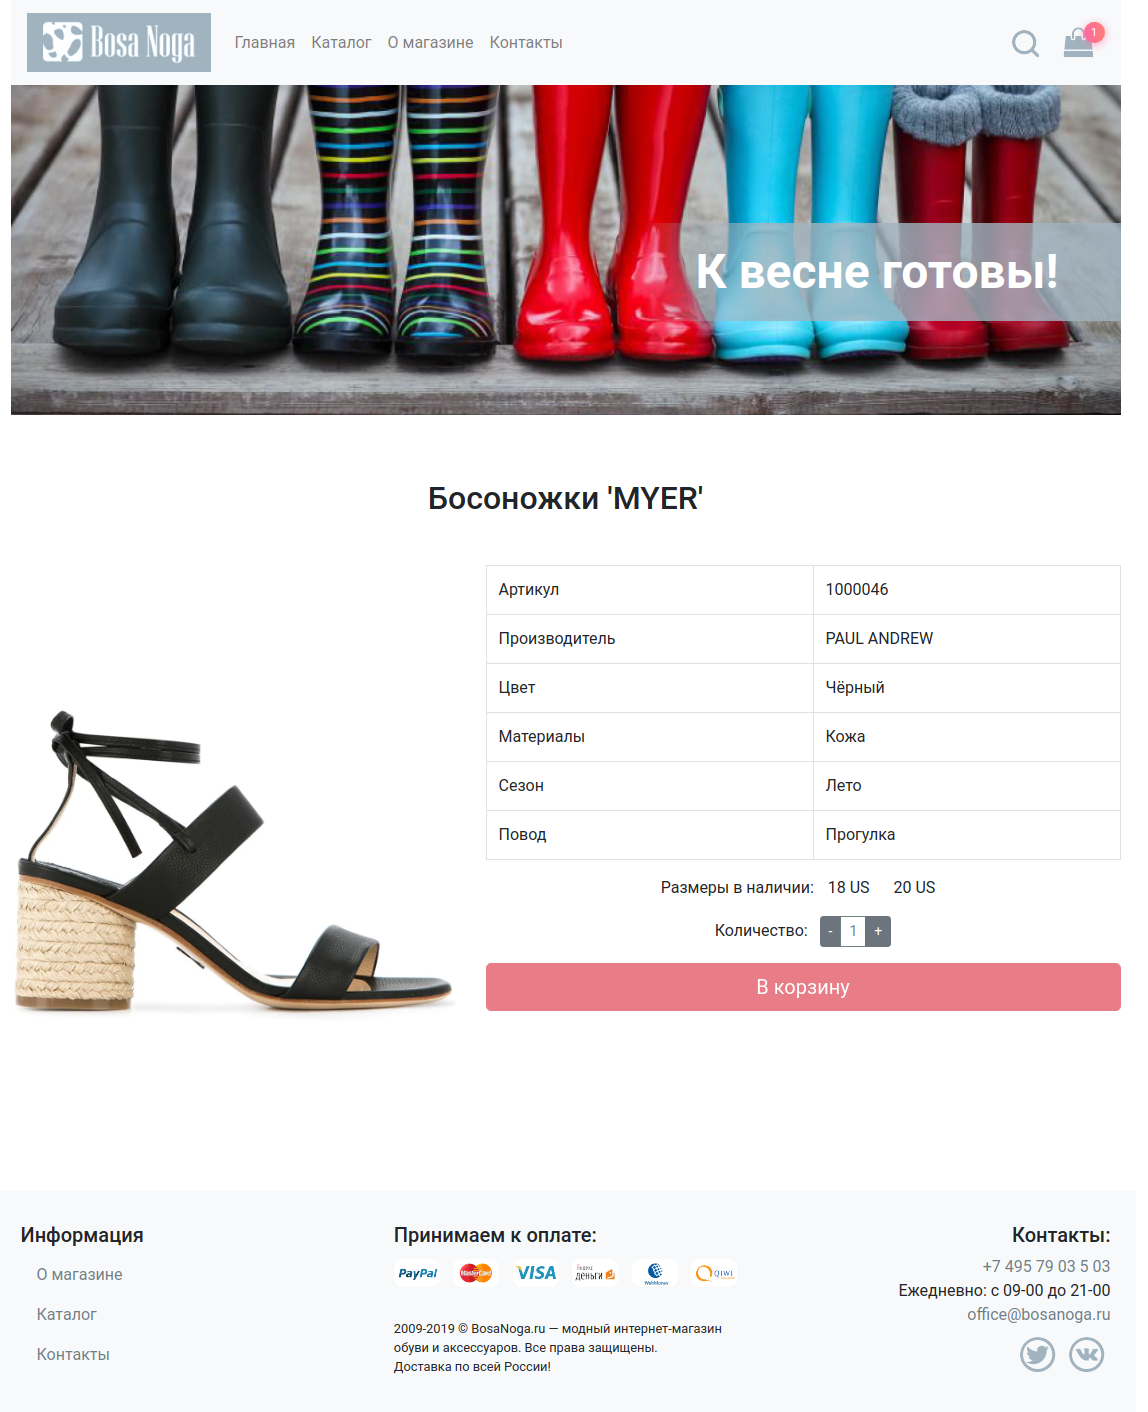 Bosa Noga
Главная Каталог О магазине Контакты
1
К весне готовы!
Босоножки 'MYER'
Артикул 1000046
Производитель PAUL ANDREW
Цвет Чёрный
Материалы Кожа
Сезон Лето
Повод Прогулка
Размеры в наличии: 18 US 20 US
Количество: - 1 +
В корзину
Информация
О магазине
Каталог
Контакты
Принимаем к оплате:
PayPal MasterCard VISA Яндекс деньги WebMoney QIWI
2009-2019 © BosaNoga.ru — модный интернет-магазин
обуви и аксессуаров. Все права защищены.
Доставка по всей России!
Контакты:
+7 495 79 03 5 03
Ежедневно: с 09-00 до 21-00
office@bosanoga.ru